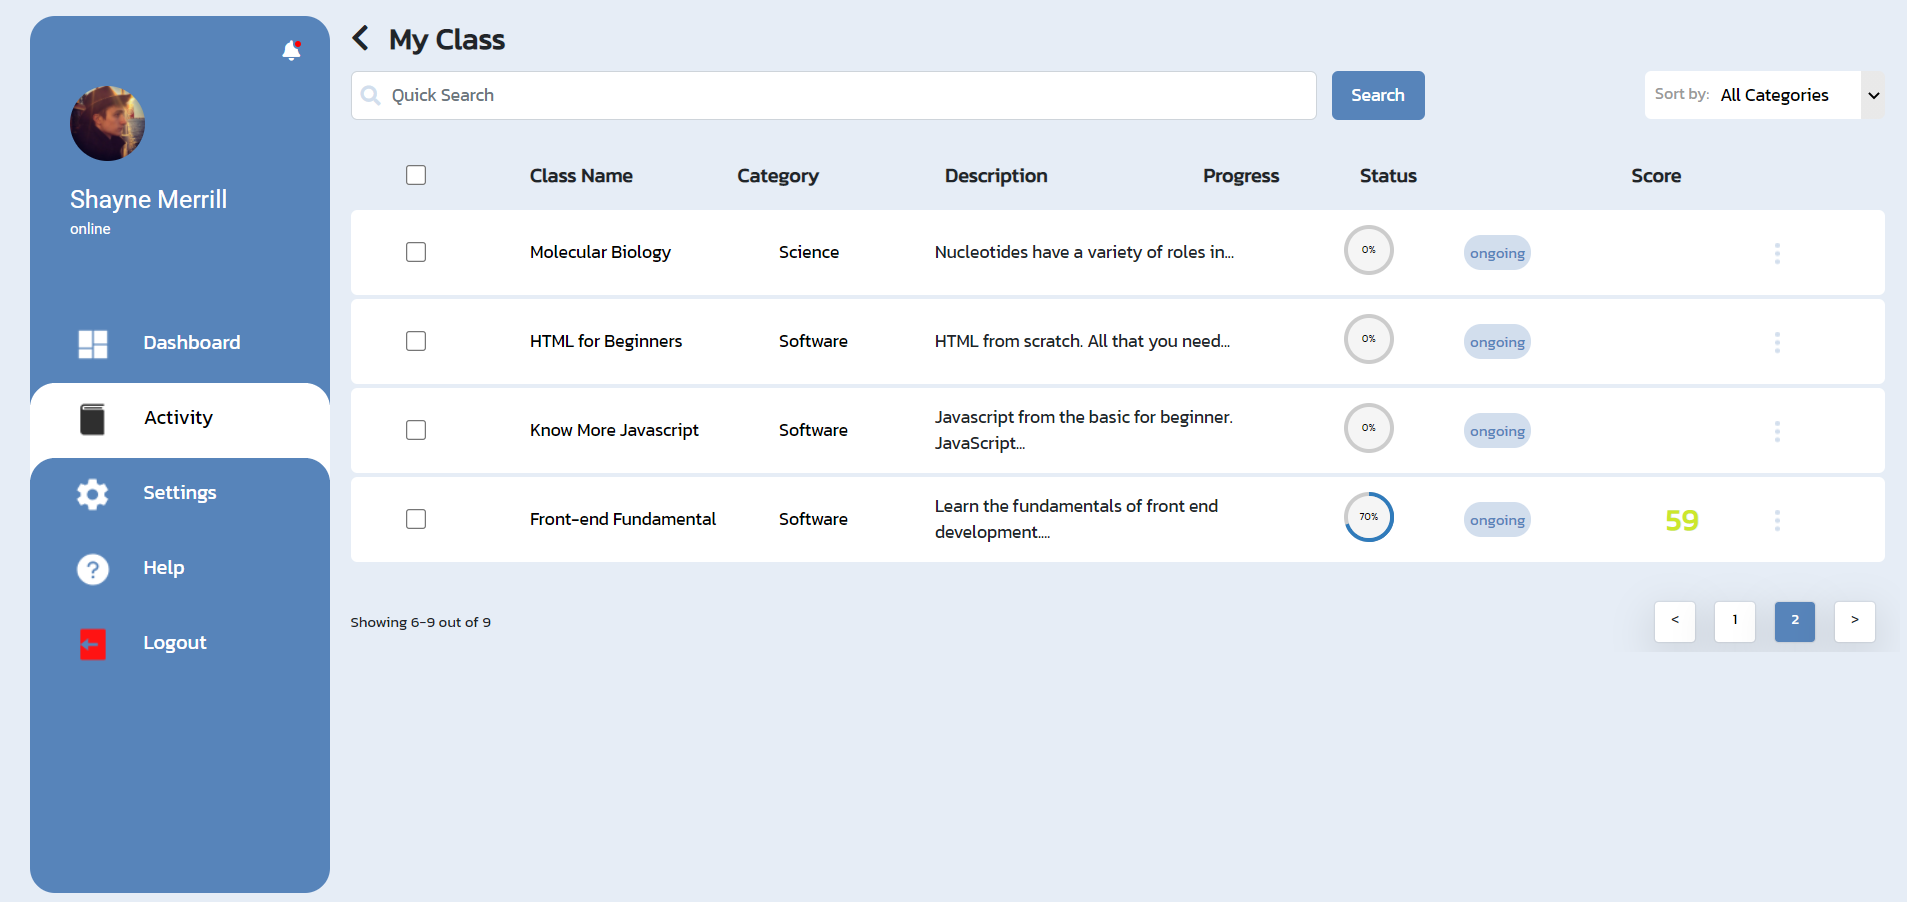 Shayne Merrill
online
Dashboard
Activity
Settings
Help
Logout
My Class
Quick Search
Search
Sort by: All Categories
Class Name Category Description Progress Status Score
Molecular Biology Science Nucleotides have a variety of roles in... 0% ongoing
HTML for Beginners Software HTML from scratch. All that you need... 0% ongoing
Know More Javascript Software Javascript from the basic for beginner.
JavaScript... 0% ongoing
Front-end Fundamental Software Learn the fundamentals of front end
development.... 70% ongoing 59
Showing 6-9 out of 9
< 1 2 >